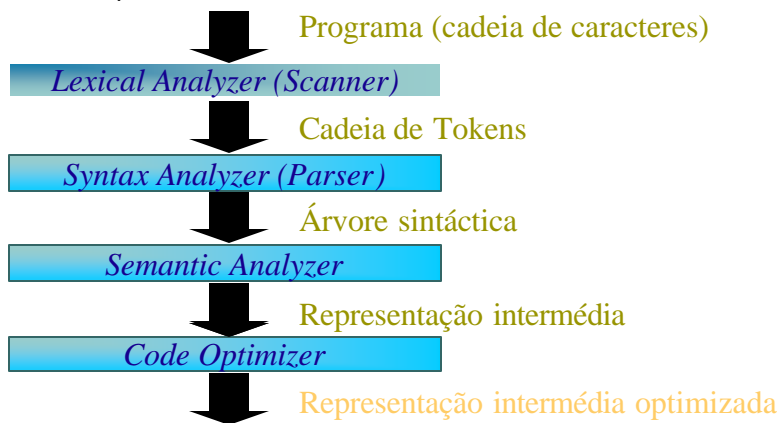 Programa (cadeia de caracteres)
Lexical Analyzer (Scanner)
Cadeia de Tokens
Syntax Analyzer (Parser)
Árvore sintáctica
Semantic Analyzer
Representação intermédia
Code Optimizer
Representação intermédia optimizada